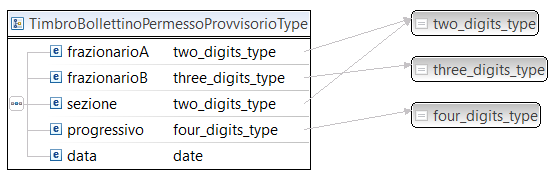 TimbroBollettinoPermessoProvvisorioType
frazionarioA two_digits_type
frazionarioB three_digits_type
sezione two_digits_type
progressivo four_digits_type
data date
two_digits_type
three_digits_type
four_digits_type